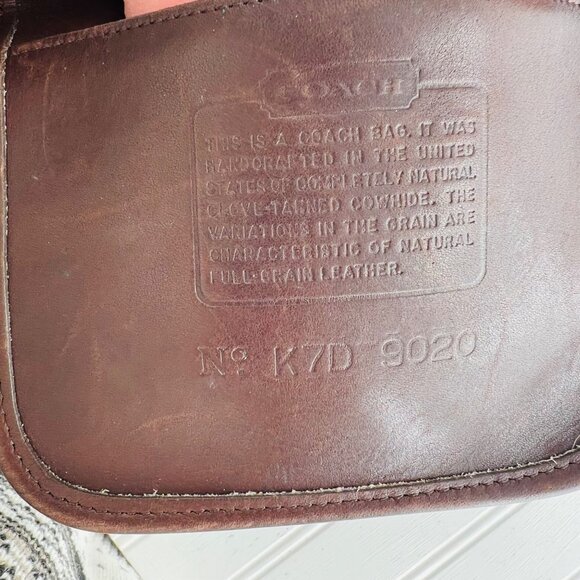 COACH
THIS IS A COACH BAG. IT WAS
HANDCRAFTED IN THE UNITED
STATES OF COMPLETELY NATURAL
GLOVE-TANNED COWHIDE. THE
VARIATIONS IN THE GRAIN ARE
CHARACTERISTIC OF NATURAL
FULL-GRAIN LEATHER.
No K7D-9020